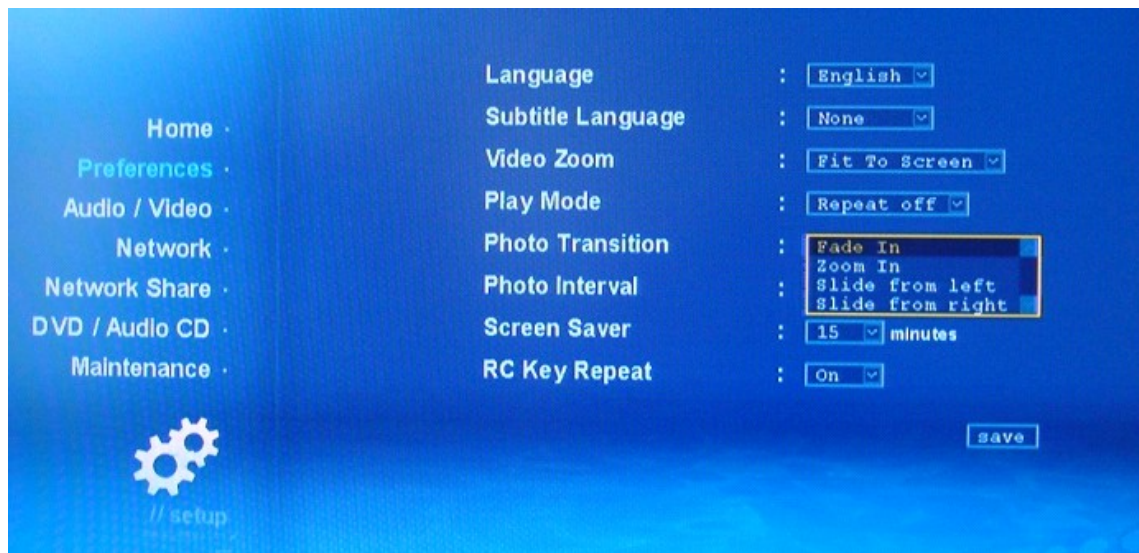 Home
Preferences
Audio / Video
Network
Network Share
DVD / Audio CD
Maintenance
// setup
Language : English
Subtitle Language : None
Video Zoom : Fit To Screen
Play Mode : Repeat off
Photo Transition : Fade In
Zoom In
Slide from left
Slide from right
Photo Interval :
Screen Saver : 15 minutes
RC Key Repeat : On
save